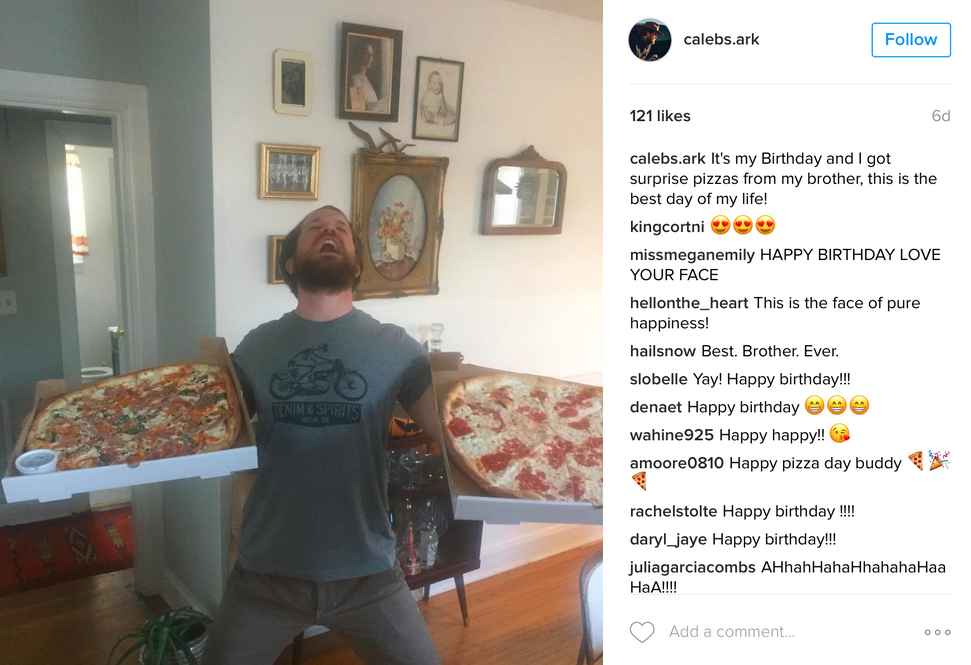 calebs.ark
Follow
121 likes
6d
calebs.ark It's my Birthday and I got
surprise pizzas from my brother, this is the
best day of my life!
kingcortni 😍😍😍
missmeganemily HAPPY BIRTHDAY LOVE
YOUR FACE
hellonthe_heart This is the face of pure
happiness!
hailsnow Best. Brother. Ever.
slobelle Yay! Happy birthday!!!
denaet Happy birthday 😁😁😁
wahine925 Happy happy!! 😘
amoore0810 Happy pizza day buddy 🍕🎉
🍕
rachelstolte Happy birthday !!!!
daryl_jaye Happy birthday!!!
juliagarciacombs AHhahHahaHhahahaHaa
HaA!!!!
Add a comment...
DENIM & SPIRITS